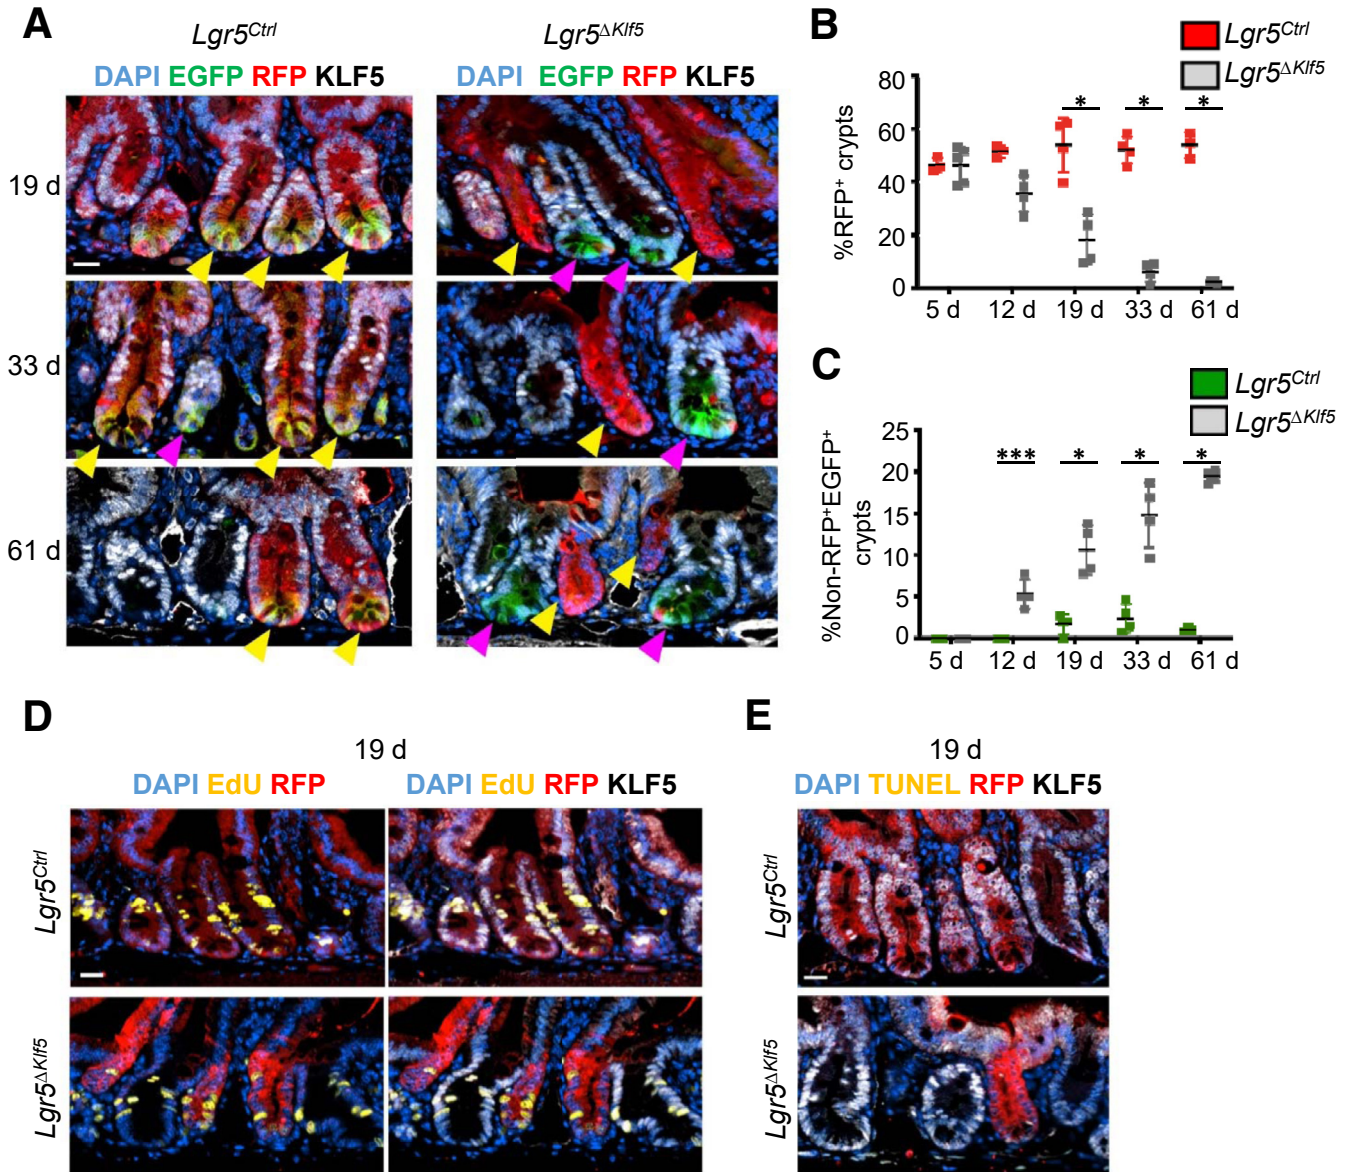 A
Lgr5Ctrl
Lgr5ΔKlf5
DAPI EGFP RFP KLF5
DAPI EGFP RFP KLF5
19 d
33 d
61 d
B
Lgr5Ctrl
Lgr5ΔKlf5
%RFP+ crypts
80
60
40
20
0
* * *
5 d 12 d 19 d 33 d 61 d
C
Lgr5Ctrl
Lgr5ΔKlf5
%Non-RFP+EGFP+
crypts
25
20
15
10
5
0
*** * * *
5 d 12 d 19 d 33 d 61 d
D
19 d
DAPI EdU RFP
DAPI EdU RFP KLF5
Lgr5Ctrl
Lgr5ΔKlf5
E
19 d
DAPI TUNEL RFP KLF5
Lgr5Ctrl
Lgr5ΔKlf5